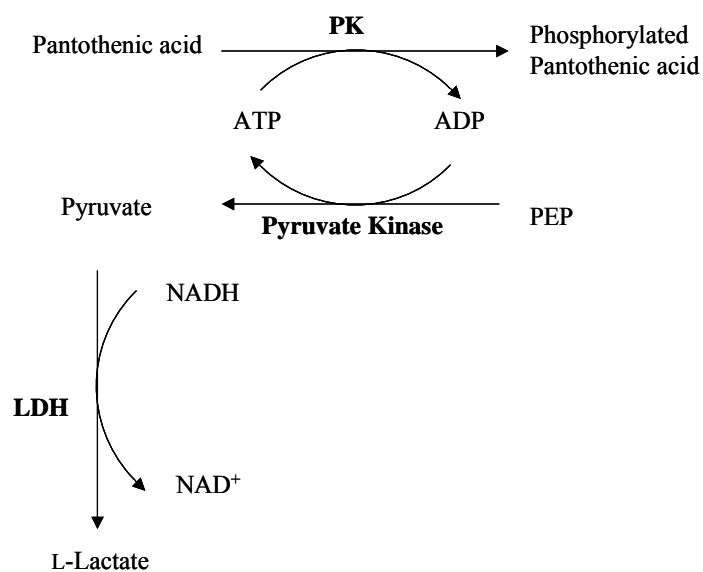 PK
Pantothenic acid
Phosphorylated
Pantothenic acid
ATP
ADP
Pyruvate
Pyruvate Kinase
PEP
NADH
LDH
NAD⁺
L-Lactate